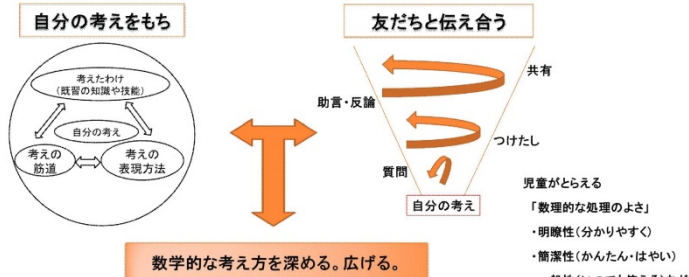 自分の考えをもち
考えたわけ
(既習の知識や技能)
自分の考え
考えの
筋道
考えの
表現方法
友だちと伝え合う
共有
助言・反論
つけたし
質問
自分の考え
児童がとらえる
「数理的な処理のよさ」
・明瞭性(分かりやすく)
・簡潔性(かんたん・はやい)
数学的な考え方を深める。広げる。